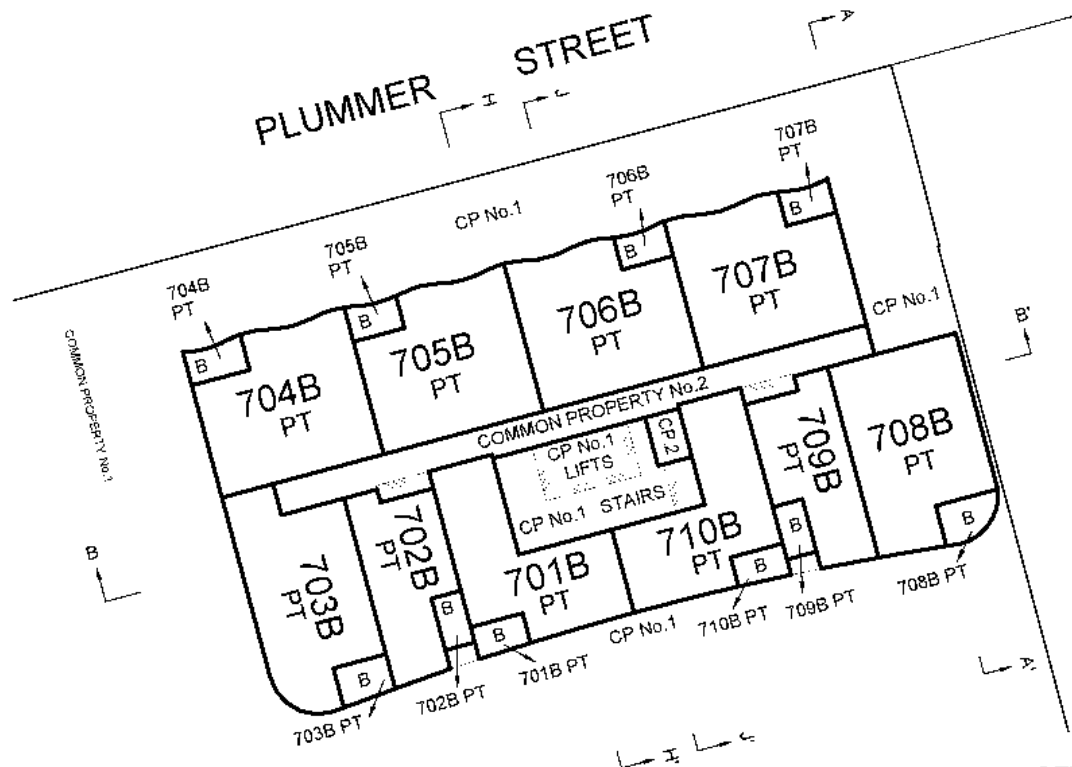 PLUMMER STREET
A
H
J
707B
PT
B
706B
PT
B
CP No.1
705B
PT
B
704B
PT
B
707B
PT
706B
PT
705B
PT
704B
PT
CP No.1
B'
COMMON PROPERTY No.1
COMMON PROPERTY No.2
CP No.1
LIFTS
CP 2
CP No.1 STAIRS
709B
PT
708B
PT
702B
PT
710B
PT
701B
PT
703B
PT
B
B
B
B
B
B
B
B
CP No.1
708B PT
709B PT
710B PT
701B PT
702B PT
703B PT
A'
H'
J'